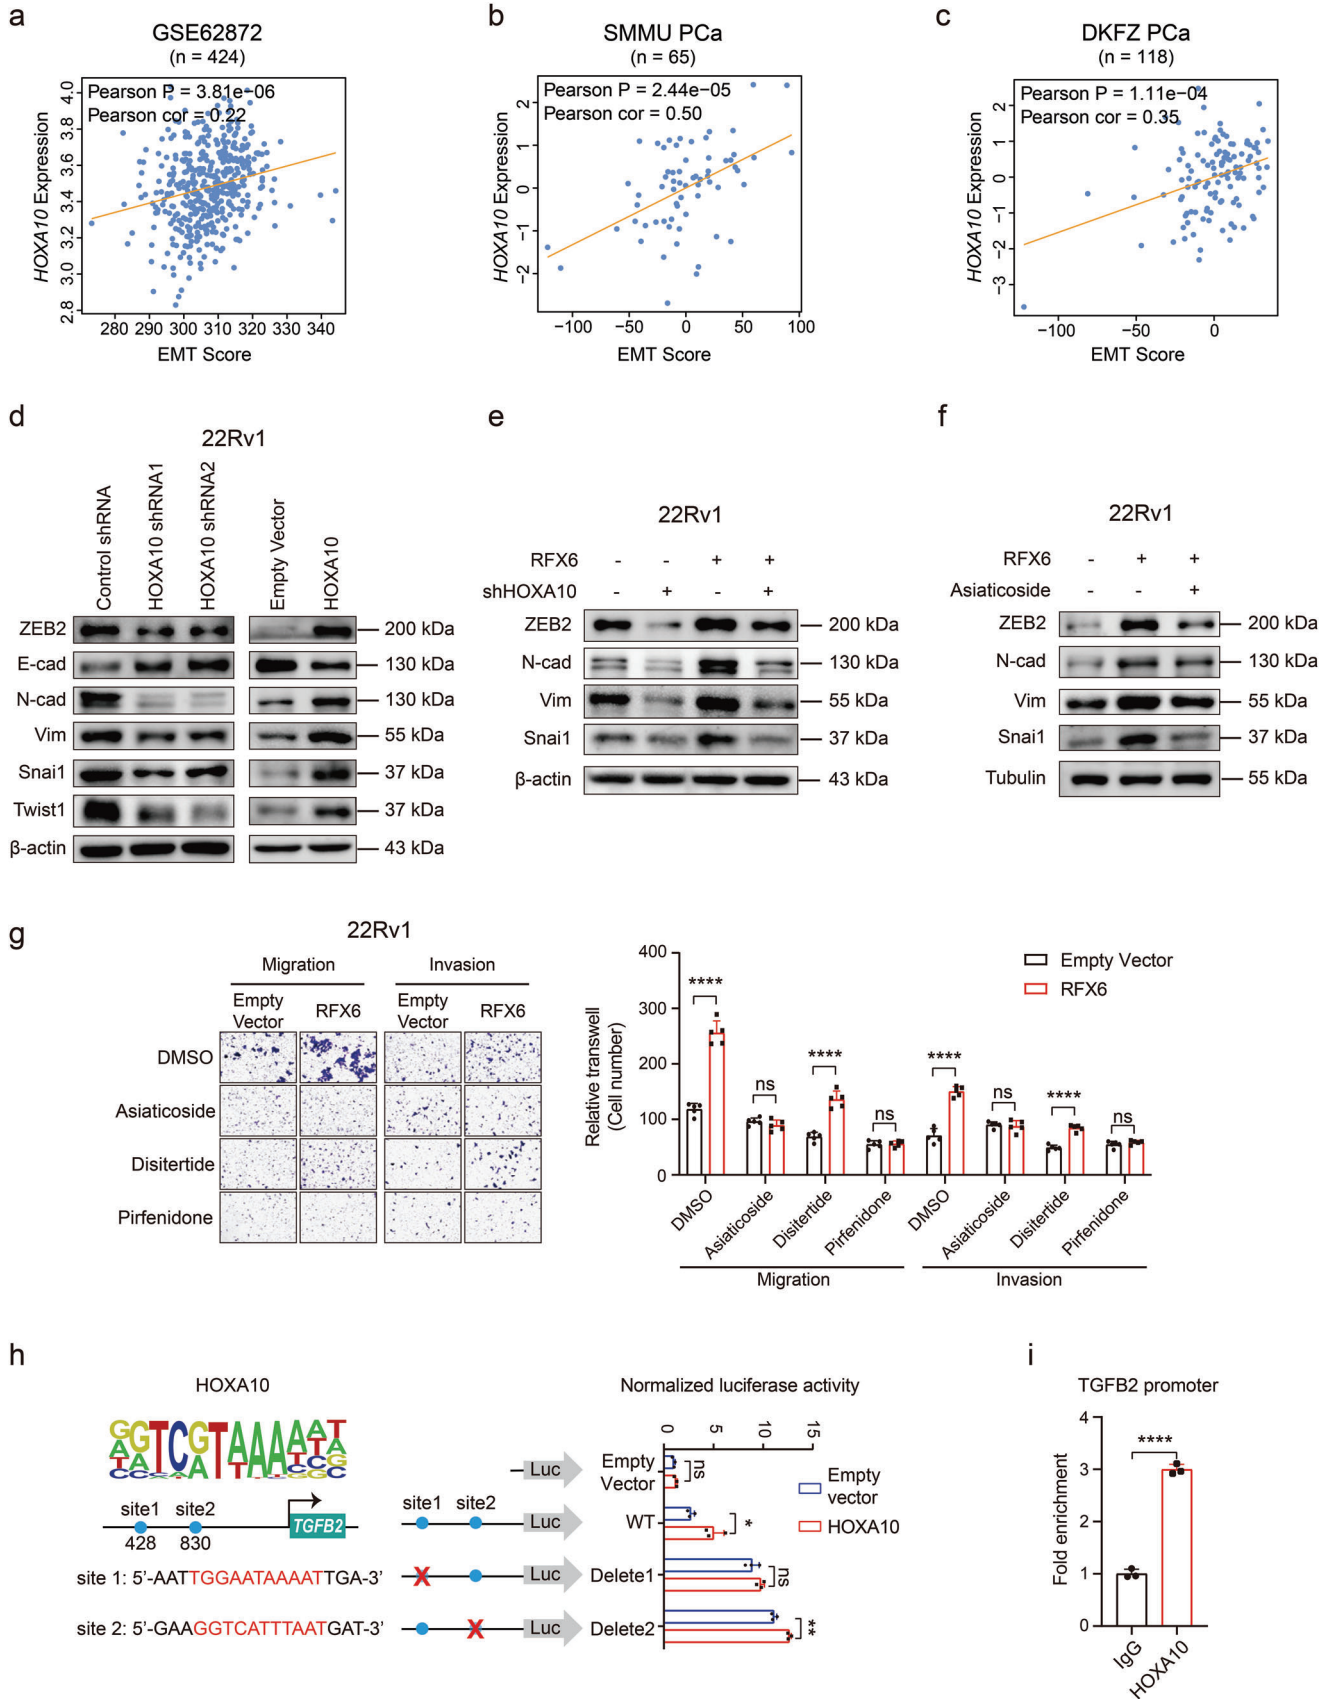 a
GSE62872
(n = 424)
Pearson P = 3.81e−06
Pearson cor = 0.22
HOXA10 Expression
4.0
3.8
3.6
3.4
3.2
3.0
2.8
280 290 300 310 320 330 340
EMT Score
b
SMMU PCa
(n = 65)
Pearson P = 2.44e−05
Pearson cor = 0.50
HOXA10 Expression
2
1
0
−1
−2
−100 −50 0 50 100
EMT Score
c
DKFZ PCa
(n = 118)
Pearson P = 1.11e−04
Pearson cor = 0.35
HOXA10 Expression
2
1
0
−1
−2
−3
−100 −50 0
EMT Score
d
22Rv1
Control shRNA
HOXA10 shRNA1
HOXA10 shRNA2
Empty Vector
HOXA10
ZEB2 200 kDa
E-cad 130 kDa
N-cad 130 kDa
Vim 55 kDa
Snai1 37 kDa
Twist1 37 kDa
β-actin 43 kDa
e
22Rv1
RFX6 - - + +
shHOXA10 - + - +
ZEB2 200 kDa
N-cad 130 kDa
Vim 55 kDa
Snai1 37 kDa
β-actin 43 kDa
f
22Rv1
RFX6 - + +
Asiaticoside - - +
ZEB2 200 kDa
N-cad 130 kDa
Vim 55 kDa
Snai1 37 kDa
Tubulin 55 kDa
g
22Rv1
Migration Invasion
Empty Vector RFX6 Empty Vector RFX6
DMSO
Asiaticoside
Disitertide
Pirfenidone
Relative transwell
(Cell number)
400
300
200
100
0
**** ns **** ns **** ns **** ns
Empty Vector
RFX6
DMSO Asiaticoside Disitertide Pirfenidone DMSO Asiaticoside Disitertide Pirfenidone
Migration Invasion
h
HOXA10
site1 site2
428 830
TGFB2
site 1: 5’-AATTGGAATAAAATTGA-3’
site 2: 5’-GAAGGTCATTTAATGAT-3’
site1 site2
Luc
Luc
Luc
Luc
X
X
Normalized luciferase activity
0 5 10 15
Empty Vector ns
WT *
Delete1 ns
Delete2 **
Empty vector
HOXA10
i
TGFB2 promoter
Fold enrichment
4
3
2
1
0
****
IgG
HOXA10